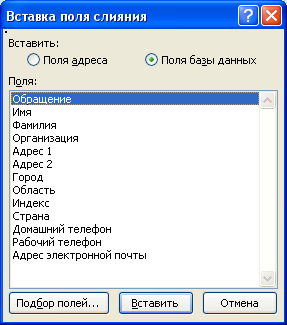 Вставка поля слияния
Вставить:
Поля адреса Поля базы данных
Поля:
Обращение
Имя
Фамилия
Организация
Адрес 1
Адрес 2
Город
Область
Индекс
Страна
Домашний телефон
Рабочий телефон
Адрес электронной почты
Подбор полей... Вставить Отмена